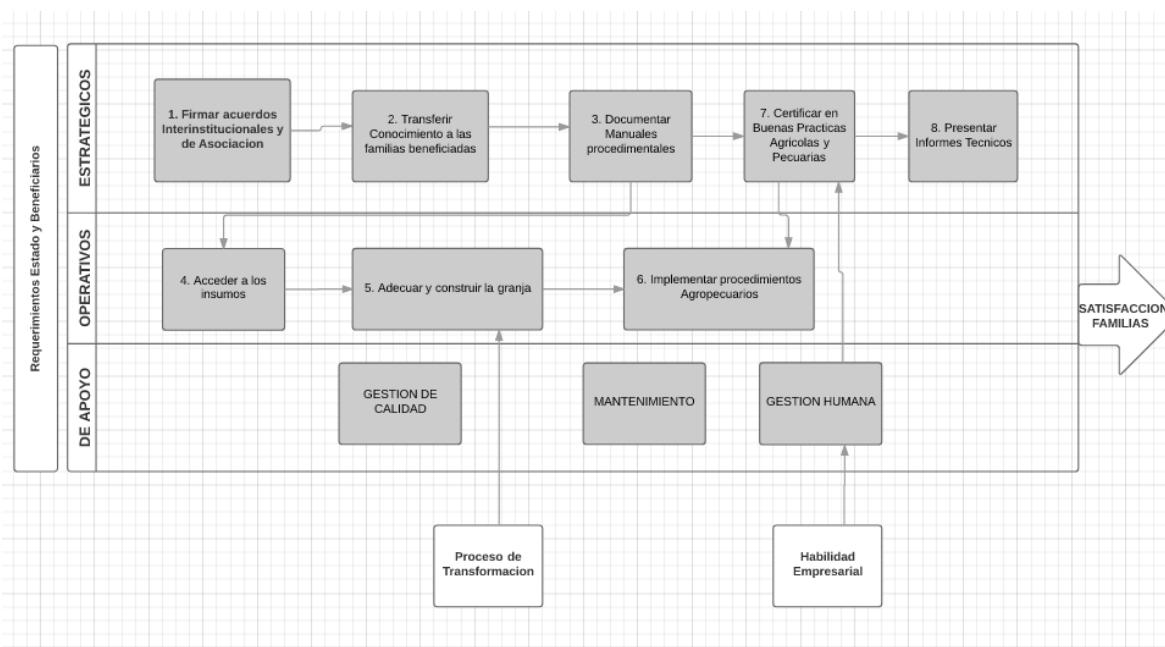 Requerimientos Estado y Beneficiarios
ESTRATEGICOS
1. Firmar acuerdos
Interinstitucionales y
de Asociacion
2. Transferir
Conocimiento a las
familias beneficiadas
3. Documentar
Manuales
procedimentales
7. Certificar en
Buenas Practicas
Agricolas y
Pecuarias
8. Presentar
Informes Tecnicos
OPERATIVOS
4. Acceder a los
insumos
5. Adecuar y construir la granja
6. Implementar procedimientos
Agropecuarios
SATISFACCION
FAMILIAS
DE APOYO
GESTION DE
CALIDAD
MANTENIMIENTO
GESTION HUMANA
Proceso de
Transformacion
Habilidad
Empresarial